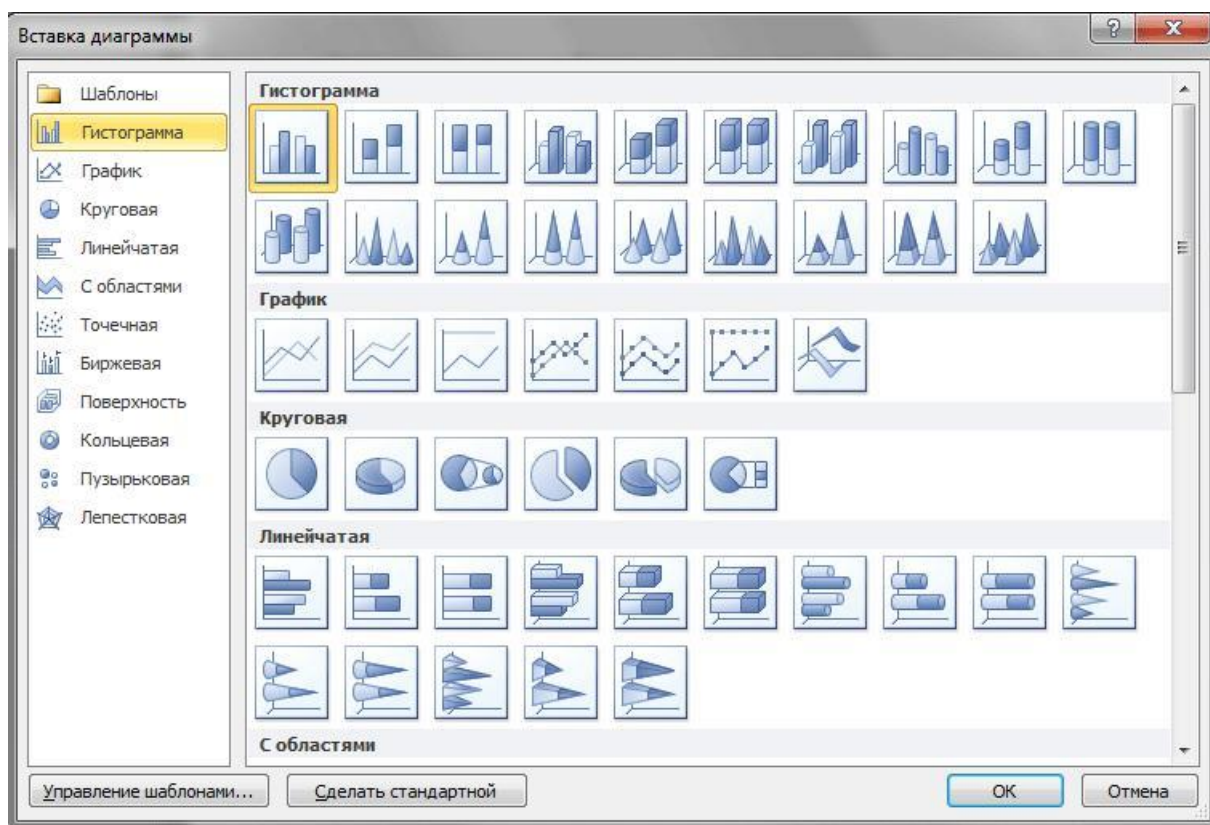 Вставка диаграммы
Шаблоны
Гистограмма
График
Круговая
Линейчатая
С областями
Точечная
Биржевая
Поверхность
Кольцевая
Пузырьковая
Лепестковая
Гистограмма
График
Круговая
Линейчатая
С областями
Управление шаблонами...
Сделать стандартной
ОК
Отмена